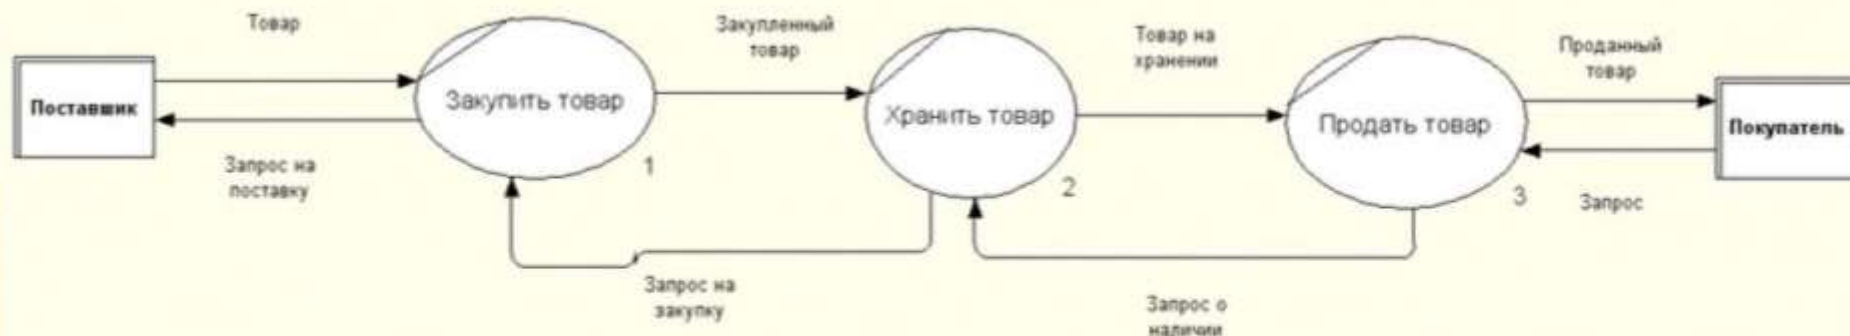 Товар
Закупленный
товар
Товар на
хранении
Проданный
товар
Поставшик
Закупить товар
Хранить товар
Продать товар
Покупатель
Запрос на
поставку
1
2
3
Запрос
Запрос на
закупку
Запрос о
наличии